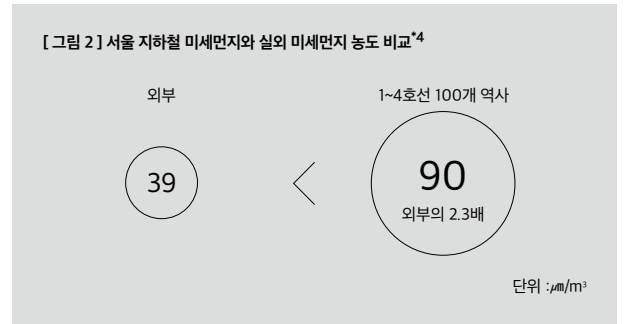 [ 그림 2 ] 서울 지하철 미세먼지와 실외 미세먼지 농도 비교*4
외부
1~4호선 100개 역사
39
<
90
외부의 2.3배
단위 :㎛/m³